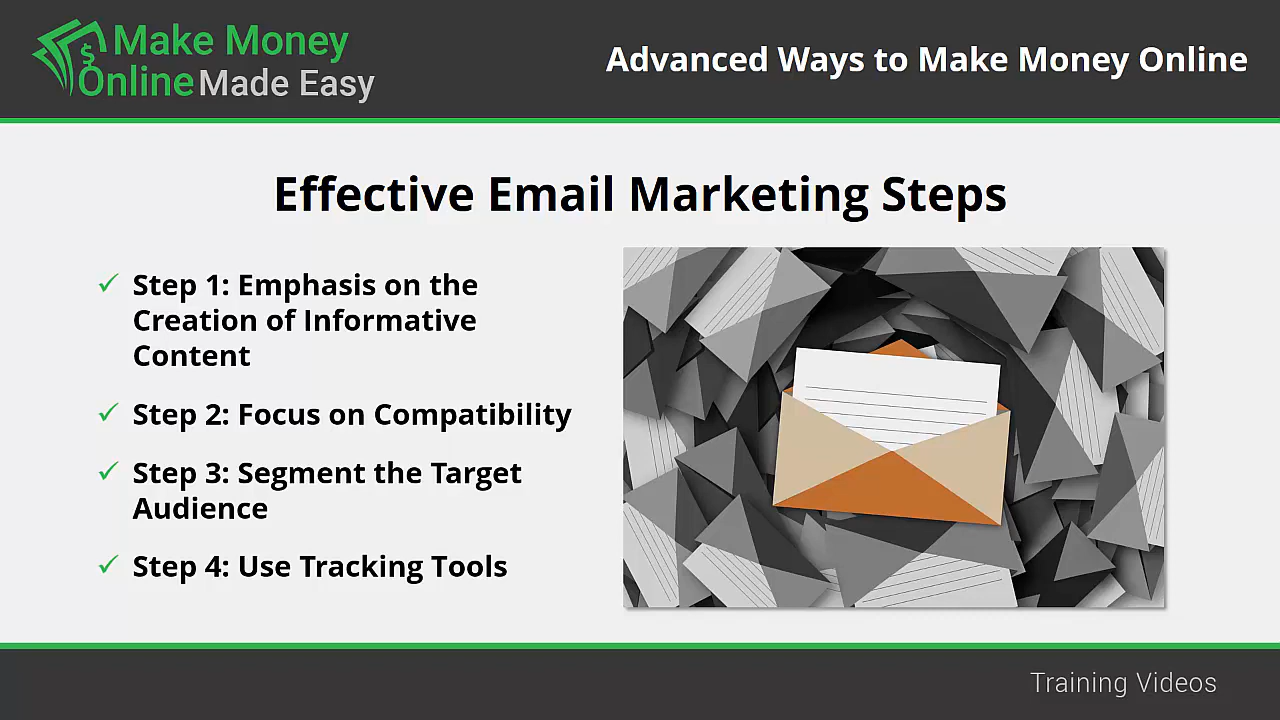 Make Money
Online Made Easy
Advanced Ways to Make Money Online
Effective Email Marketing Steps
Step 1: Emphasis on the
Creation of Informative
Content
Step 2: Focus on Compatibility
Step 3: Segment the Target
Audience
Step 4: Use Tracking Tools
Training Videos